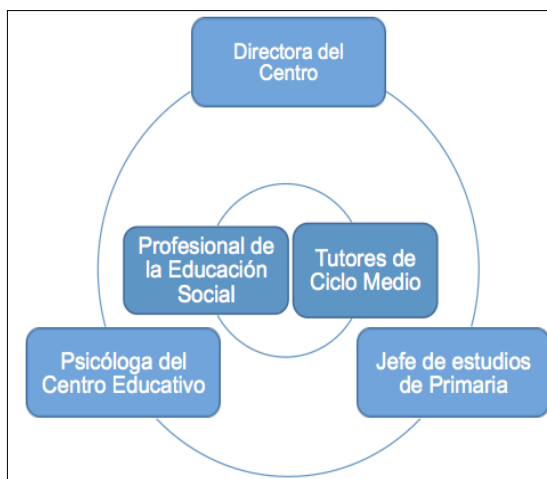 Directora del
Centro
Profesional de
la Educación
Social
Tutores de
Ciclo Medio
Psicóloga del
Centro Educativo
Jefe de estudios
de Primaria